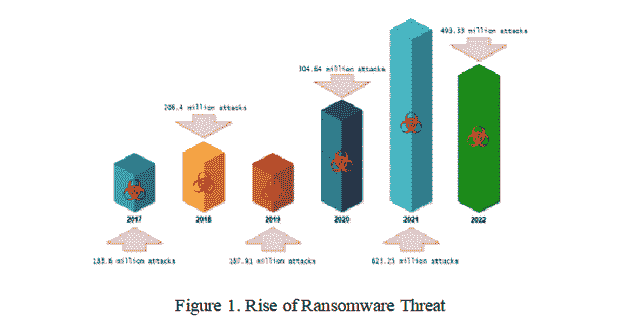 493.33 million attacks
304.64 million attacks
206.4 million attacks
2017 2018 2019 2020 2021 2022
183.6 million attacks 187.91 million attacks 623.25 million attacks
Figure 1. Rise of Ransomware Threat